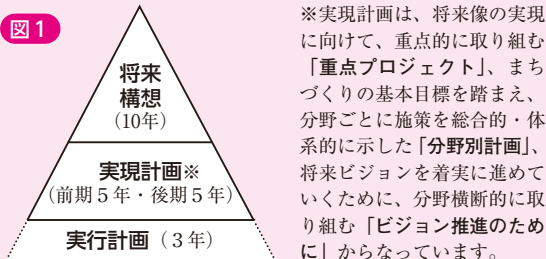 図1
将来
構想
(10年)
実現計画※
(前期5年・後期5年)
実行計画(3年)
※実現計画は、将来像の実現
に向けて、重点的に取り組む
「重点プロジェクト」、まち
づくりの基本目標を踏まえ、
分野ごとに施策を総合的・体
系的に示した「分野別計画」、
将来ビジョンを着実に進めて
いくために、分野横断的に取
り組む「ビジョン推進のため
に」からなっています。